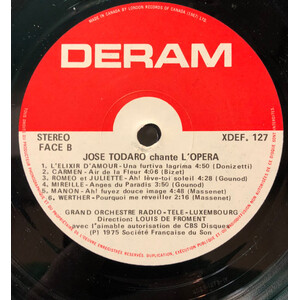 MADE IN CANADA BY LONDON RECORDS OF CANADA (1967) LIMITED
DERAM
STEREO
FACE B
XDEF. 127
JOSE TODARO chante L'OPERA
1. L'ELIXIR D'AMOUR - Una furtiva lagrima 4:50 (Donizetti)
2. CARMEN - Air de la Fleur 4:06 (Bizet)
3. ROMEO et JULIETTE - Ah! lève-toi soleil 4:28 (Gounod)
4. MIREILLE - Anges du Paradis 3:50 (Gounod)
5. MANON - Ah! fuyez douce image 4:48 (Massenet)
6. WERTHER - Pourquoi me réveiller 2:16 (Massenet)
GRAND ORCHESTRE RADIO-TELE-LUXEMBOURG
Direction: LOUIS DE FROMENT
avec l'aimable autorisation de CBS Disques
(P) 1975 Société Française du Son